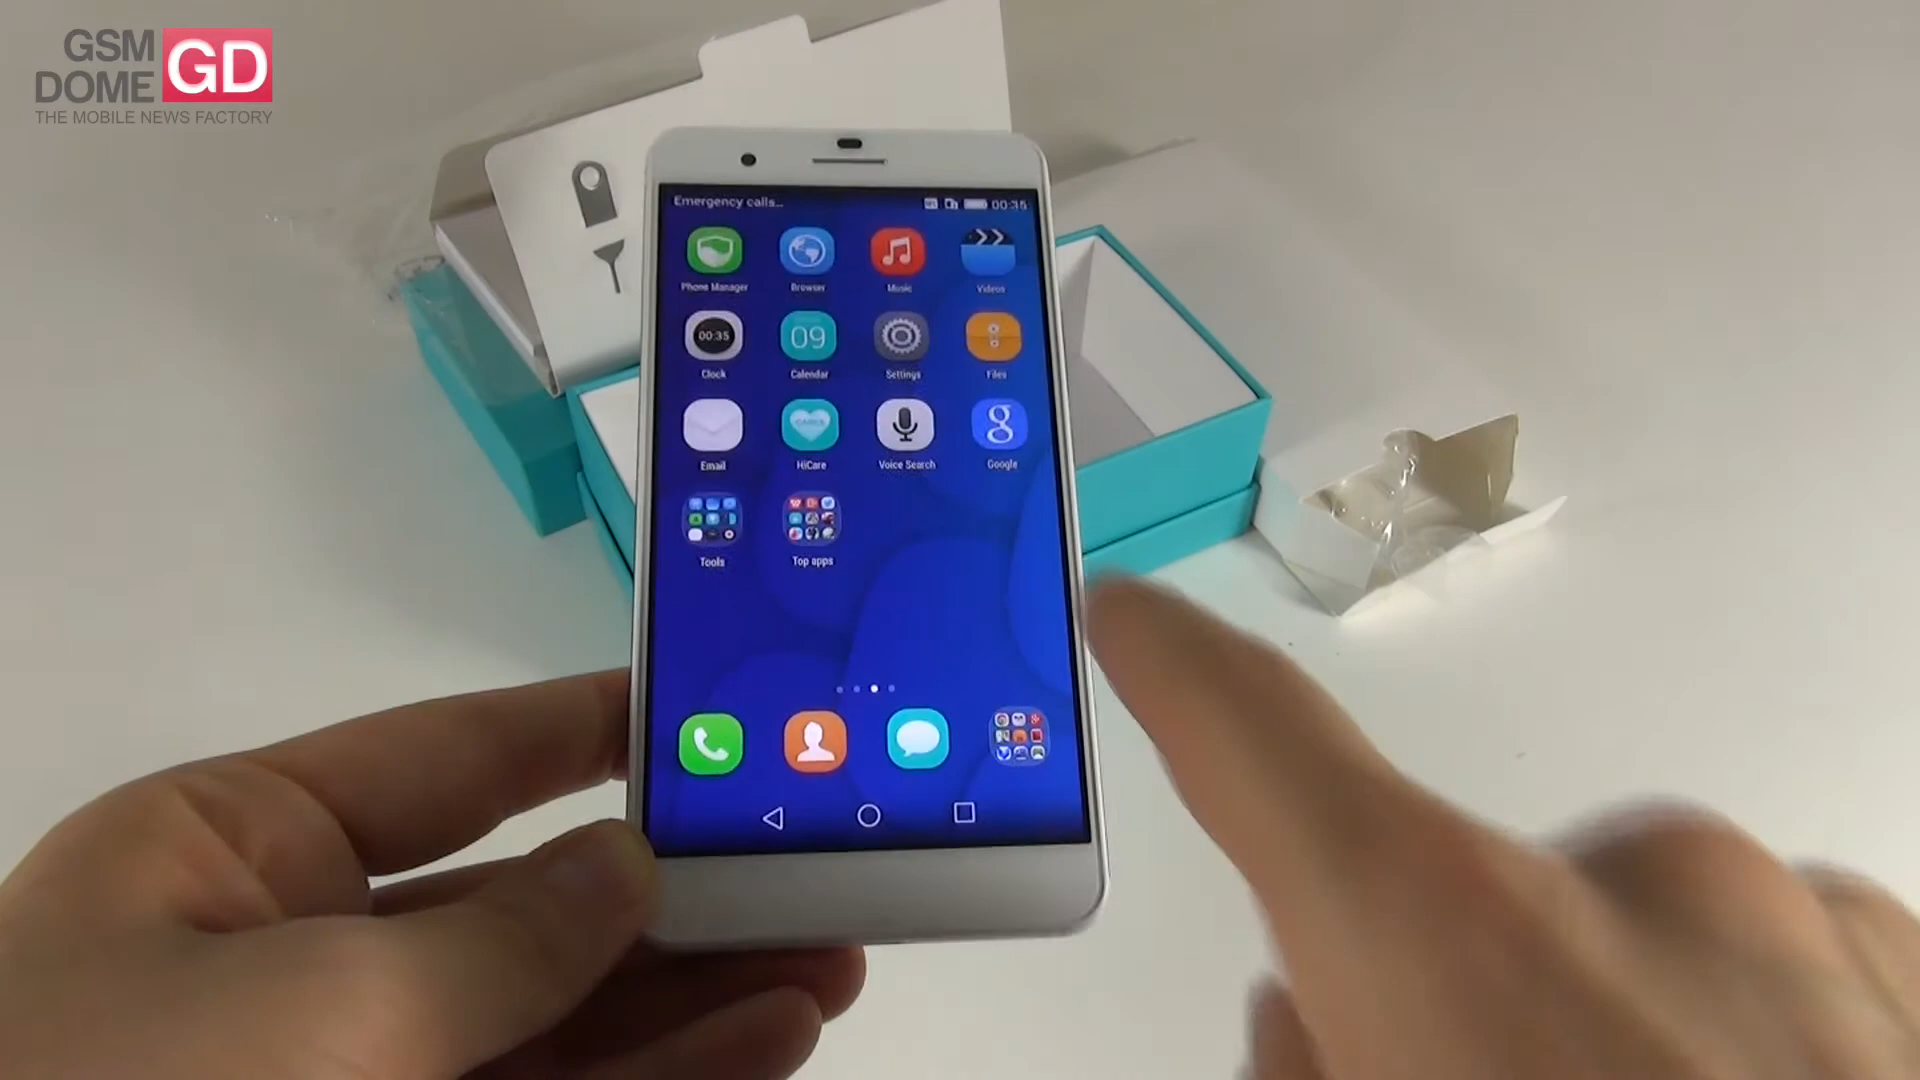 GSM
DOME
GD
THE MOBILE NEWS FACTORY
Emergency calls...
00:35
Phone Manager
Browser
Music
Videos
00:35
09
Clock
Calendar
Settings
Files
Email
HiCare
Voice Search
Google
Tools
Top apps